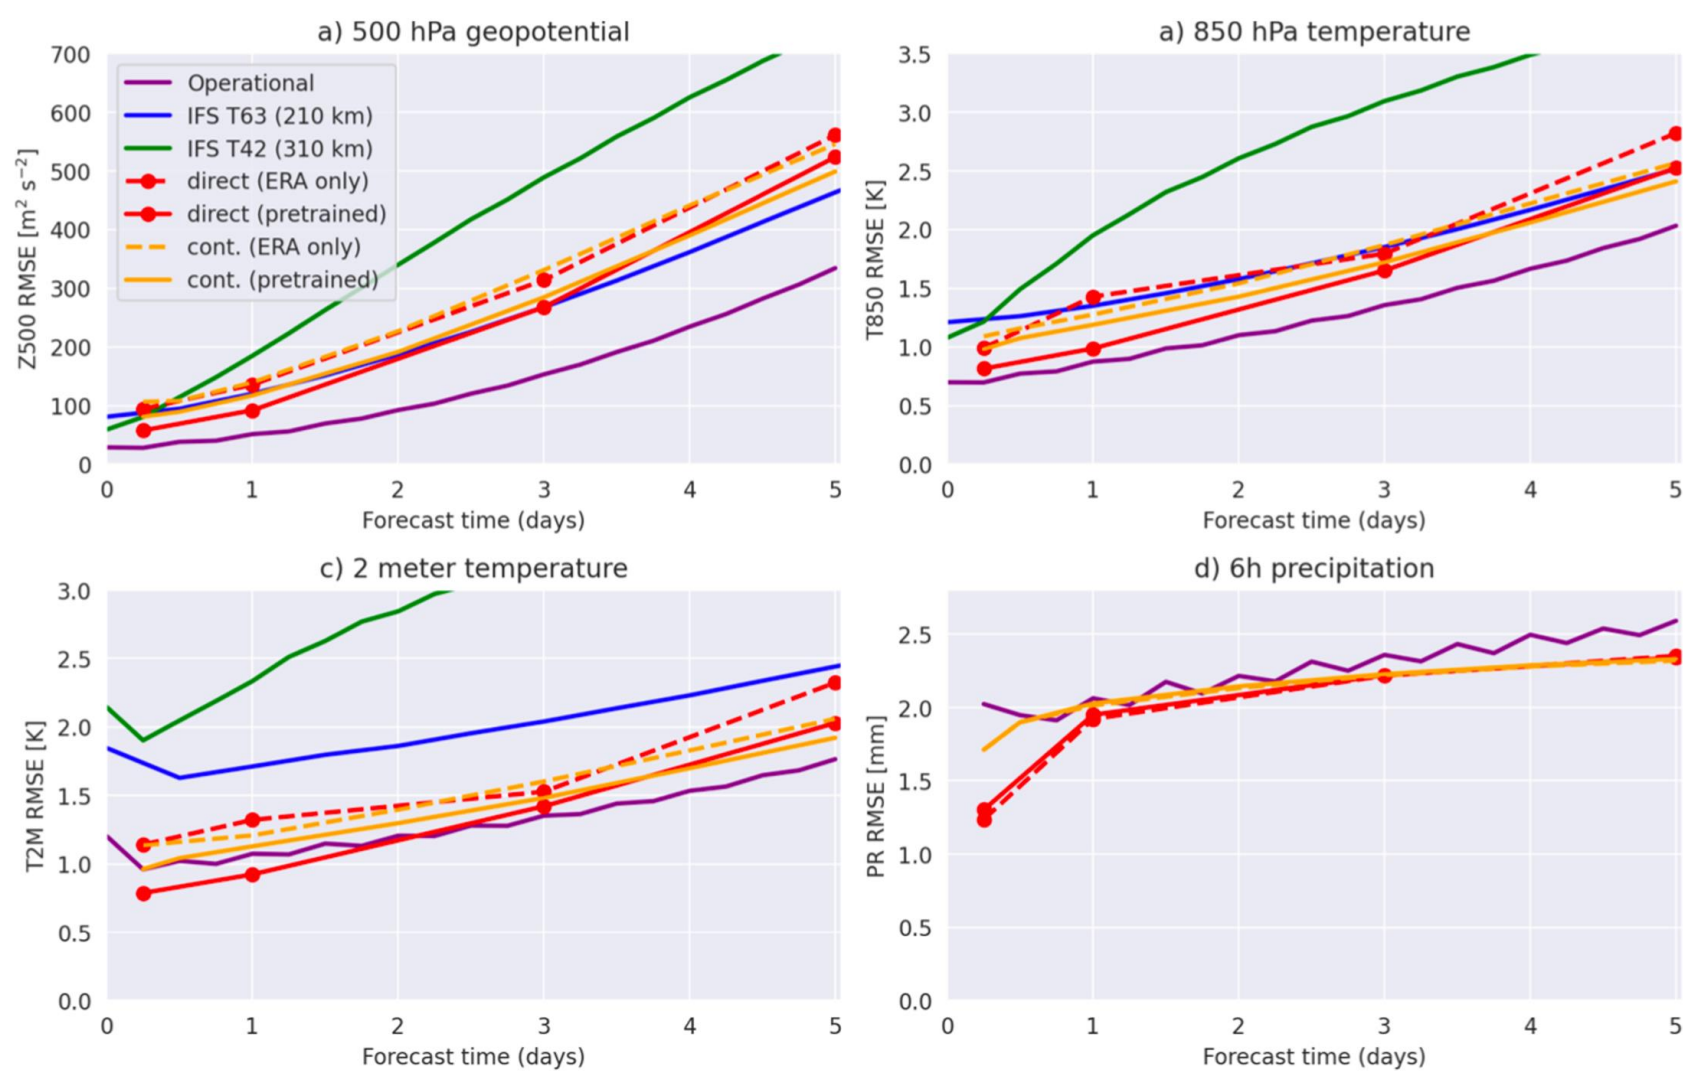 a) 500 hPa geopotential
700
600
500
400
300
200
100
0
Z500 RMSE [m² s⁻²]
Operational
IFS T63 (210 km)
IFS T42 (310 km)
direct (ERA only)
direct (pretrained)
cont. (ERA only)
cont. (pretrained)
0 1 2 3 4 5
Forecast time (days)
a) 850 hPa temperature
3.5
3.0
2.5
2.0
1.5
1.0
0.5
0.0
T850 RMSE [K]
0 1 2 3 4 5
Forecast time (days)
c) 2 meter temperature
3.0
2.5
2.0
1.5
1.0
0.5
0.0
T2M RMSE [K]
0 1 2 3 4 5
Forecast time (days)
d) 6h precipitation
2.5
2.0
1.5
1.0
0.5
0.0
PR RMSE [mm]
0 1 2 3 4 5
Forecast time (days)